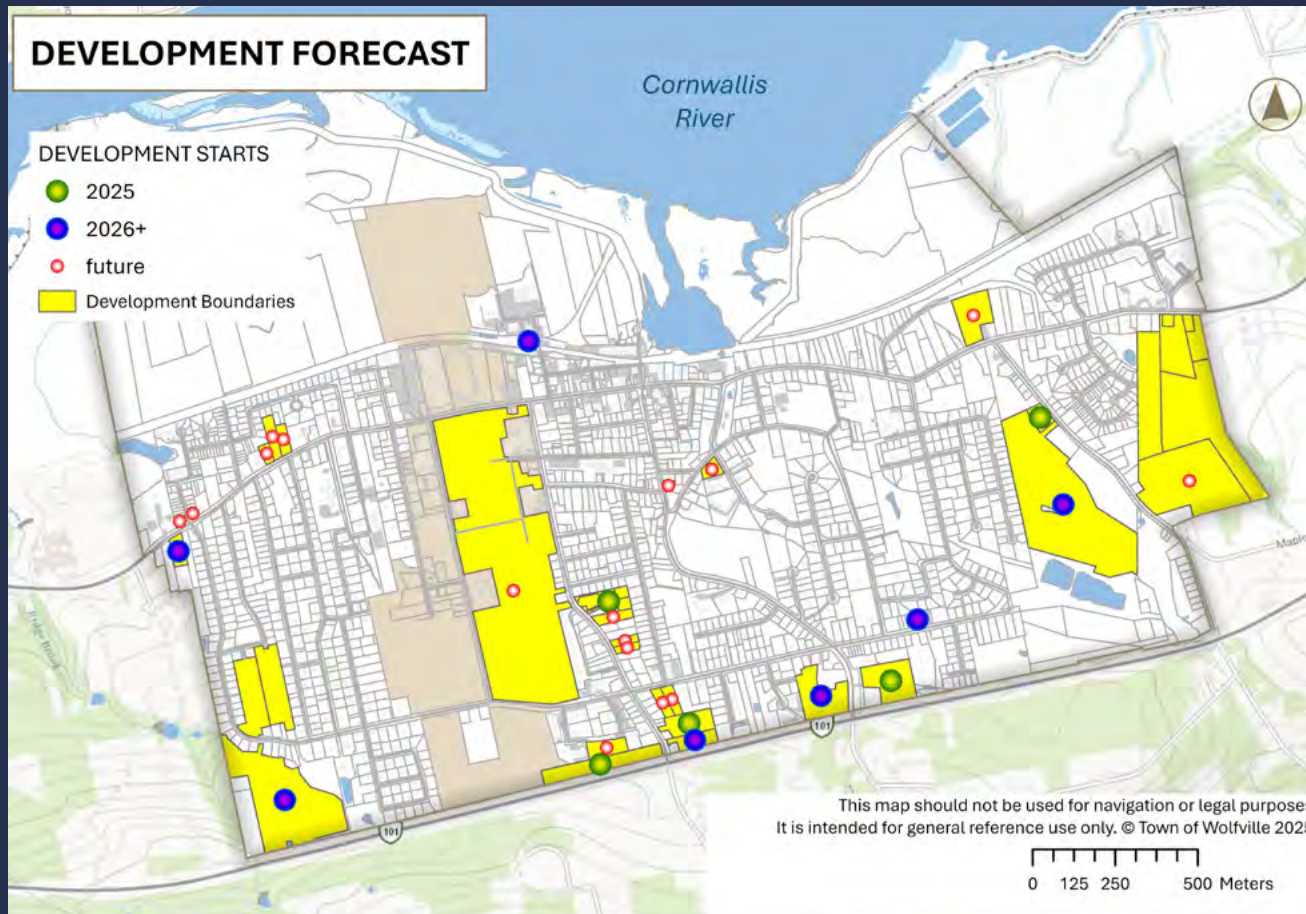 DEVELOPMENT FORECAST
Cornwallis
River
DEVELOPMENT STARTS
2025
2026+
future
Development Boundaries
Maple
101
101
This map should not be used for navigation or legal purposes
It is intended for general reference use only. © Town of Wolfville 2025
0 125 250 500 Meters